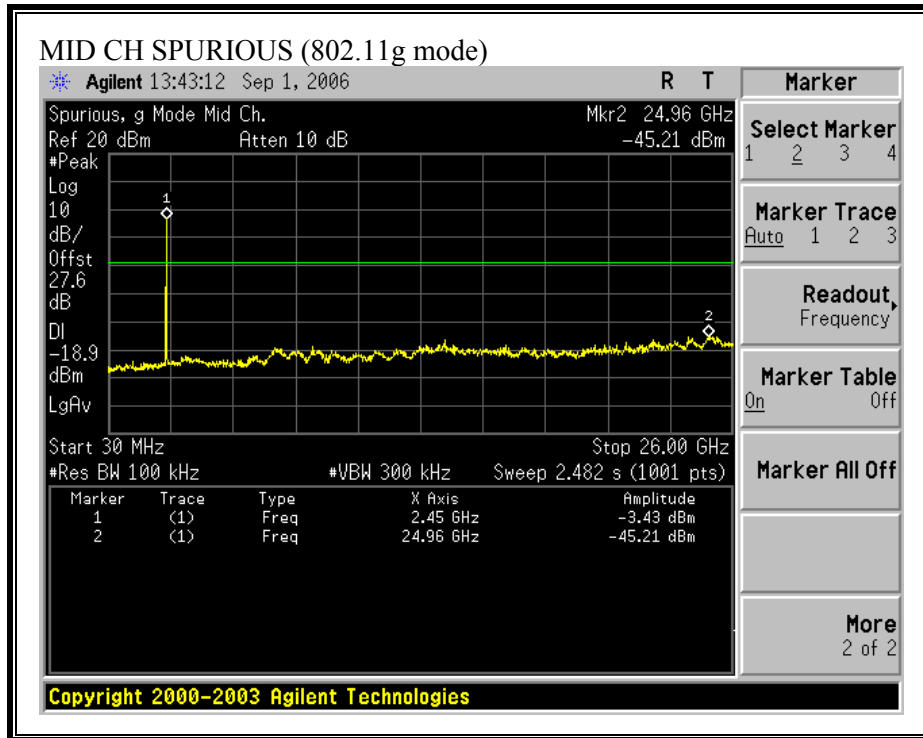 MID CH SPURIOUS (802.11g mode)
Agilent 13:43:12 Sep 1, 2006 R T
Spurious, g Mode Mid Ch. Mkr2 24.96 GHz
Ref 20 dBm Atten 10 dB -45.21 dBm
#Peak
Log
10
dB/
Offst
27.6
dB
DI
-18.9
dBm
LgAv
1
2
Start 30 MHz Stop 26.00 GHz
#Res BW 100 kHz #VBW 300 kHz Sweep 2.482 s (1001 pts)
Marker Trace Type X Axis Amplitude
1 (1) Freq 2.45 GHz -3.43 dBm
2 (1) Freq 24.96 GHz -45.21 dBm
Marker
Select Marker
1 2 3 4
Marker Trace
Auto 1 2 3
Readout
Frequency
Marker Table
On Off
Marker All Off
More
2 of 2
Copyright 2000-2003 Agilent Technologies